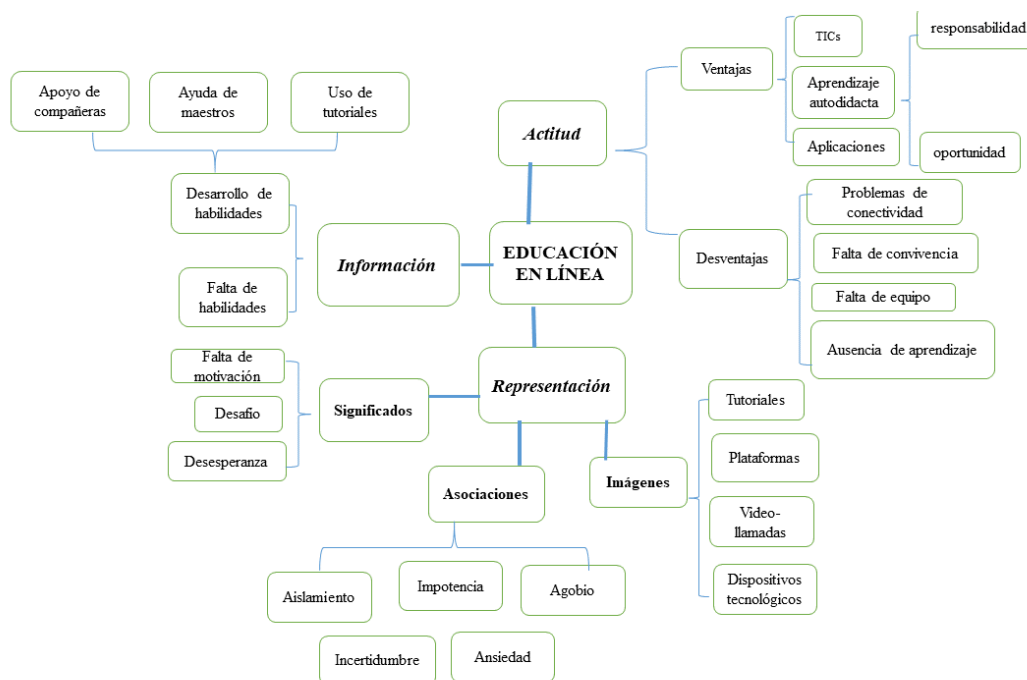 responsabilidad
TICs
Ventajas
Apoyo de
compañeras
Ayuda de
maestros
Uso de
tutoriales
Aprendizaje
autodidacta
Actitud
Aplicaciones
oportunidad
Desarrollo de
habilidades
Problemas de
conectividad
EDUCACIÓN
EN LÍNEA
Información
Desventajas
Falta de convivencia
Falta de
habilidades
Falta de equipo
Ausencia de aprendizaje
Falta de
motivación
Representación
Tutoriales
Desafío
Significados
Desesperanza
Plataformas
Imágenes
Asociaciones
Video-
llamadas
Aislamiento
Impotencia
Agobio
Dispositivos
tecnológicos
Incertidumbre
Ansiedad